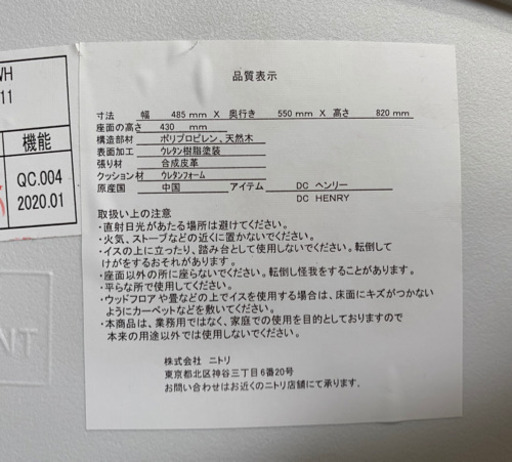 WH
11
機能
QC.004
2020.01
NT
品質表示
寸法 幅 485 mm X 奥行き 550 mm X 高さ 820 mm
座面の高さ 430 mm
構造部材 ポリプロピレン、天然木
表面加工 ウレタン樹脂塗装
張り材 合成皮革
クッション材 ウレタンフォーム
原産国 中国 アイテム DC ヘンリー
DC HENRY
取扱い上の注意
・直射日光があたる場所は避けてください。
・火気、ストーブなどの近くに置かないでください。
・イスの上に立ったり、踏み台として使用しないでください。転倒して
けがをするおそれがあります。
・座面以外の所に座らないでください。転倒し怪我をすることがあります。
・平らな所で使用してください。
・ウッドフロアや畳などの上でイスを使用する場合は、床面にキズがつかない
ようにカーペットなどを敷いてください。
・本商品は、業務用ではなく、家庭での使用を目的としておりますので
本来の用途以外では使用しないでください。
株式会社 ニトリ
東京都北区神谷三丁目6番20号
お問い合わせはお近くのニトリ店舗にて承ります。